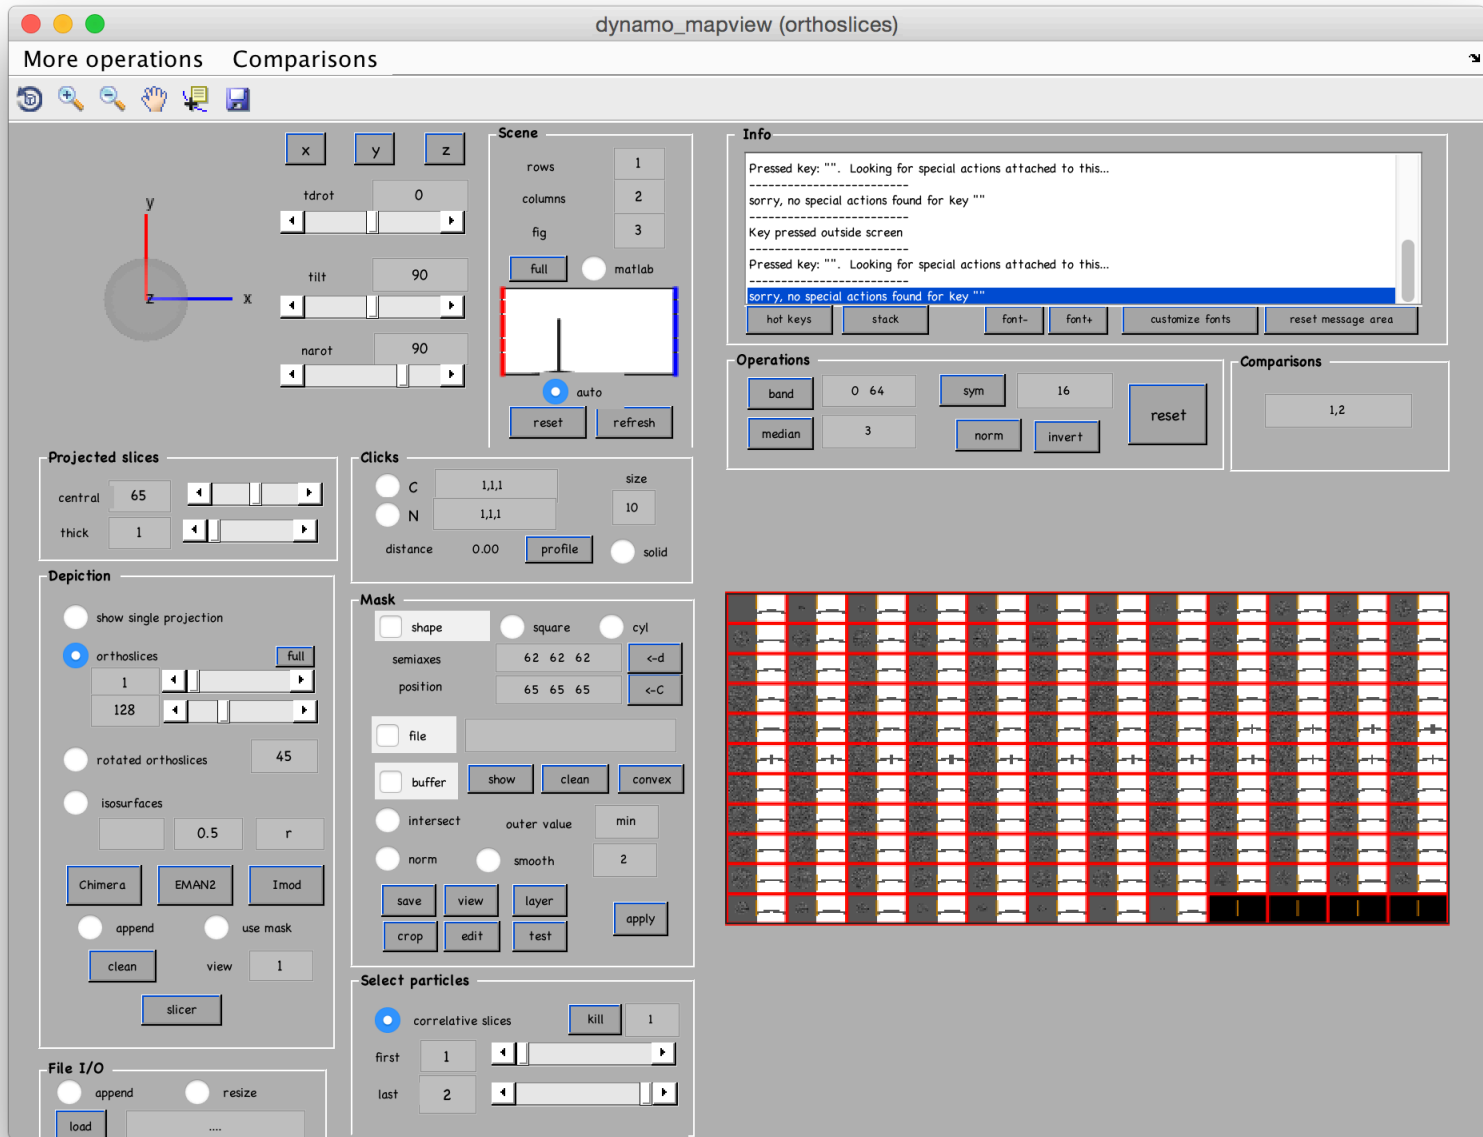 dynamo_mapview (orthoslices)
More operations Comparisons
x y z
tdrot 0
tilt 90
narot 90
y
z x
Scene
rows 1
columns 2
fig 3
full matlab
auto
reset refresh
Info
Pressed key: "". Looking for special actions attached to this...
-------------------------
sorry, no special actions found for key ""
-------------------------
Key pressed outside screen
-------------------------
Pressed key: "". Looking for special actions attached to this...
-------------------------
sorry, no special actions found for key ""
hot keys stack font- font+ customize fonts reset message area
Operations
band 0 64 sym 16 reset
median 3 norm invert
Comparisons
1,2
Projected slices
central 65
thick 1
Clicks
C 1,1,1 size
N 1,1,1 10
distance 0.00 profile solid
Depiction
show single projection
orthoslices full
1
128
rotated orthoslices 45
isosurfaces
0.5 r
Chimera EMAN2 Imod
append use mask
clean view 1
slicer
Mask
shape square cyl
semiaxes 62 62 62 <-d
position 65 65 65 <-C
file
buffer show clean convex
intersect outer value min
norm smooth 2
save view layer
crop edit test apply
Select particles
correlative slices kill 1
first 1
last 2
File I/O
append resize
load ....